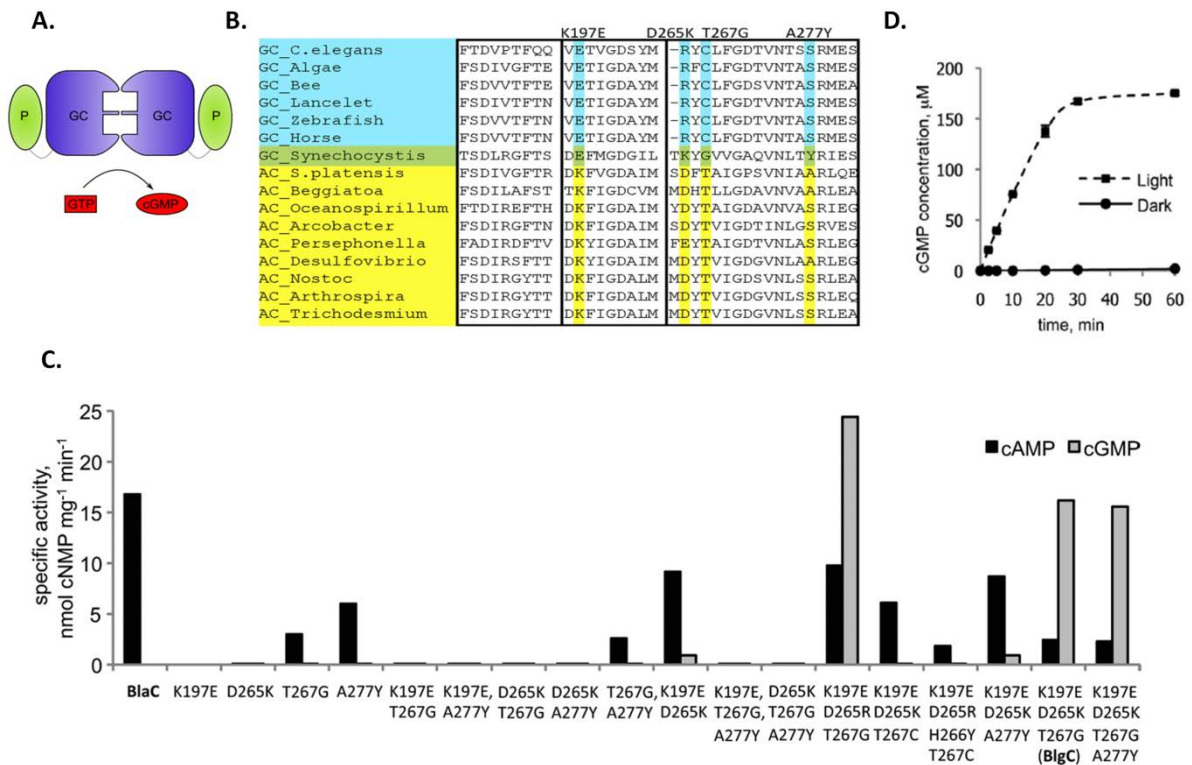 A.
P
GC
GC
P
GTP
cGMP
B.
K197E D265K T267G A277Y
GC_C.elegans FTDVPTFQQ VETVGDSYM -RYCLFGDTVNTSSRMES
GC_Algae FSDIVGFTE VETIGDAYM -RFCLFGDTVNTASRMES
GC_Bee FSDVVTFTE VETIGDAYM -RYCLFGDSVNTASRMEA
GC_Lancelet FSDIVTFTN VETIGDAYM -RYCLFGDTVNTASRMES
GC_Zebrafish FSDVVTFTN VETIGDAYM -RYCLFGDTVNTASRMES
GC_Horse FSDVVTFTN VETIGDAYM -RYCLFGDTVNTASRMES
GC_Synechocystis TSDLRGFTS DEFMGDGIL TKYGVVGAQVNLTYRIES
AC_S.platensis FSDIVGFTR DKFVGDAIM SDFTAIGPSVNIAARLQE
AC_Beggiatoa FSDILAFST TKFIGDCVM MDHTLLGDAVNVAARLEA
AC_Oceanospirillum FTDIREFTH DKYIGDAIM YDYTAIGDAVNVASRIEG
AC_Arcobacter FSDIRGFTN DKFVGDAIM SDYTVIGDTINLGSRVES
AC_Persephonella FADIRDFTV DKYIGDAIM FEYTAIGDTVNLASRLEG
AC_Desulfovibrio FSDIRSFTT DKYIGDAIM MDYTVIGDGVNLAARLEG
AC_Nostoc FSDIRGYTT DKFIGDALM MDYTVIGDGVNLSSRLEA
AC_Arthrospira FSDIRGYTT DKFIGDALM MDYTVIGDGVNLSSRLEQ
AC_Trichodesmium FSDIRGYTT DKFIGDALM MDYTVIGDSVNLSSRLEA
D.
cGMP concentration, µM
200
150
100
50
0
Light
Dark
0 10 20 30 40 50 60
time, min
C.
specific activity,
nmol cNMP mg-1 min-1
25
20
15
10
5
0
cAMP cGMP
BlaC
K197E
D265K
T267G
A277Y
K197E
T267G
K197E,
A277Y
D265K
T267G
D265K
A277Y
T267G,
A277Y
K197E
D265K
K197E,
T267G,
A277Y
D265K
T267G
A277Y
K197E
D265R
T267G
K197E
D265K
T267C
K197E
D265R
H266Y
T267C
K197E
D265K
A277Y
K197E
D265K
T267G
(BlgC)
K197E
D265K
T267G
A277Y